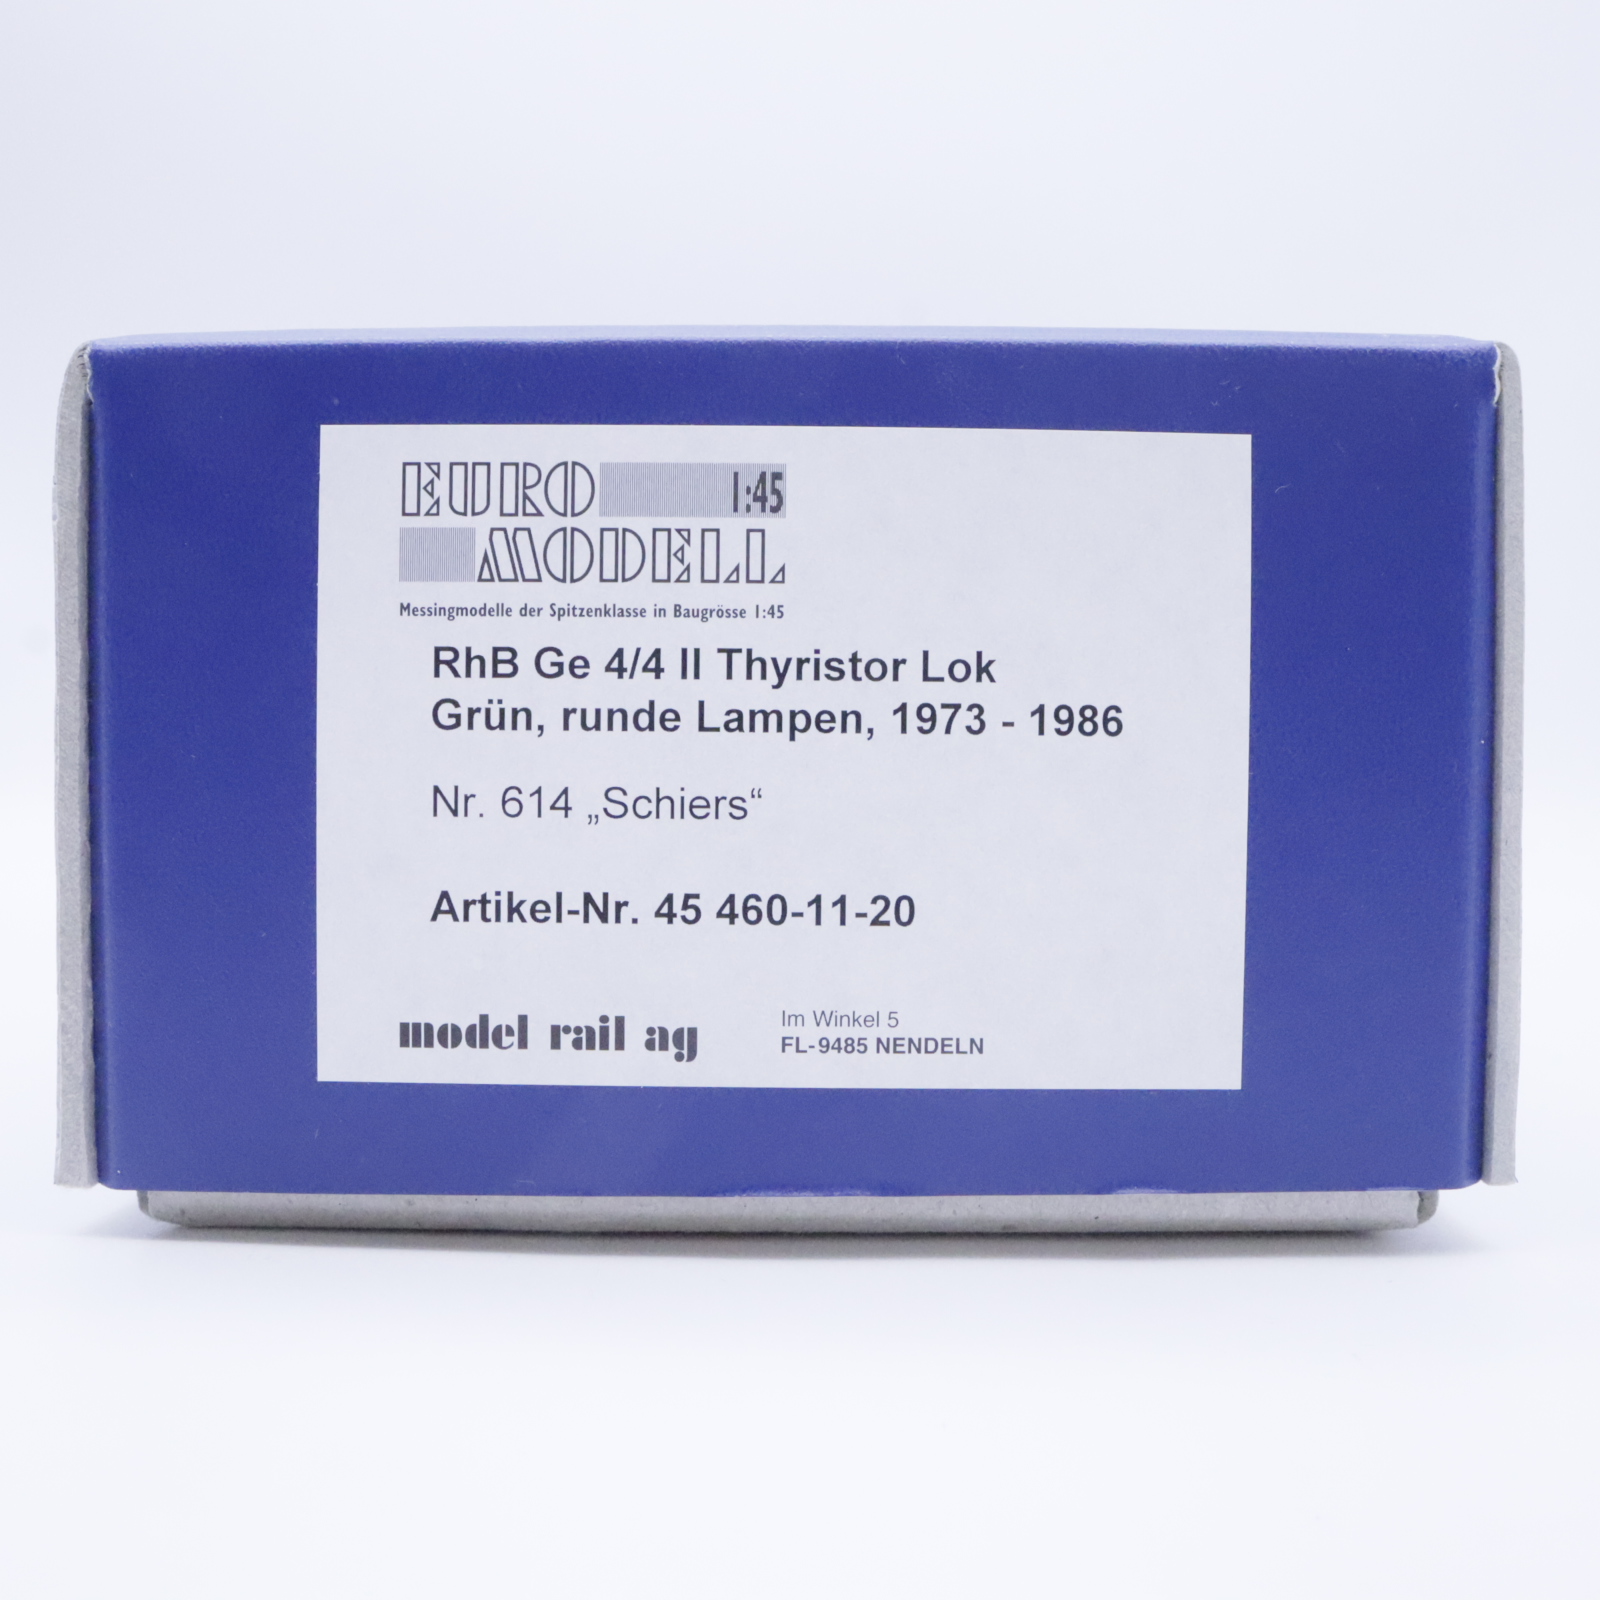 EURO 1:45
MODELL
Messingmodelle der Spitzenklasse in Baugrösse 1:45
RhB Ge 4/4 II Thyristor Lok
Grün, runde Lampen, 1973 - 1986
Nr. 614 „Schiers“
Artikel-Nr. 45 460-11-20
model rail ag
Im Winkel 5
FL-9485 NENDELN